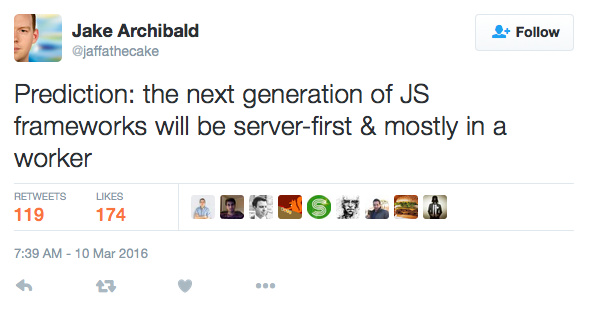 Jake Archibald
@jaffathecake
Follow
Prediction: the next generation of JS
frameworks will be server-first & mostly in a
worker
RETWEETS LIKES
119 174
7:39 AM - 10 Mar 2016